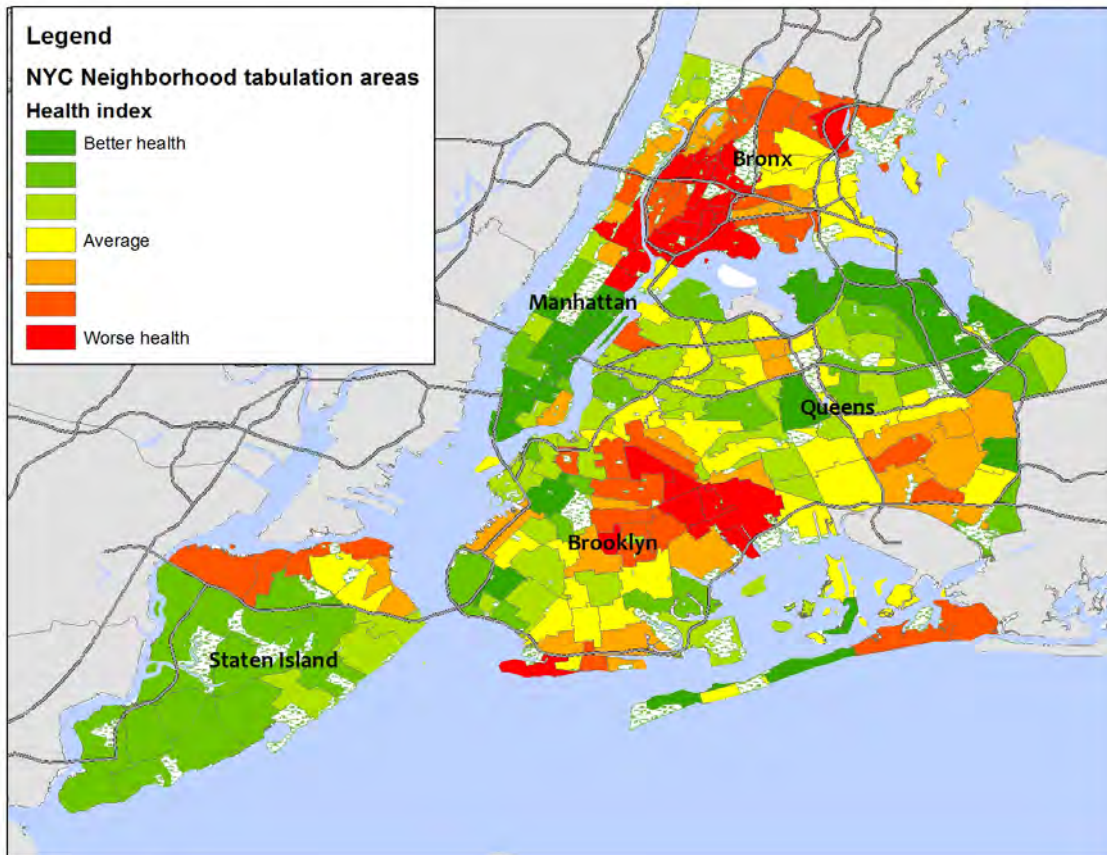 Legend
NYC Neighborhood tabulation areas
Health index
Better health
Average
Worse health
Bronx
Manhattan
Queens
Brooklyn
Staten Island